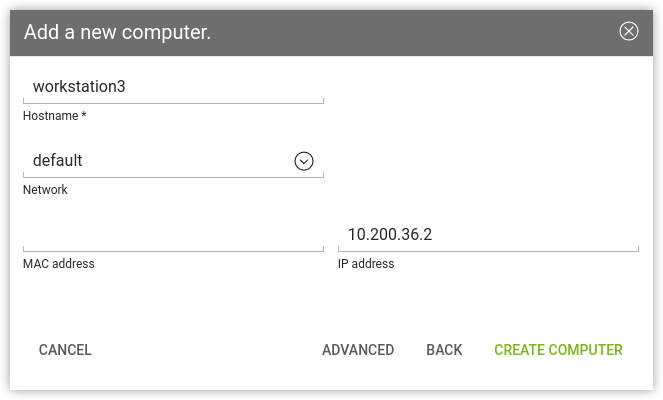 Add a new computer.
workstation3
Hostname *
default
Network
10.200.36.2
MAC address
IP address
CANCEL
ADVANCED
BACK
CREATE COMPUTER